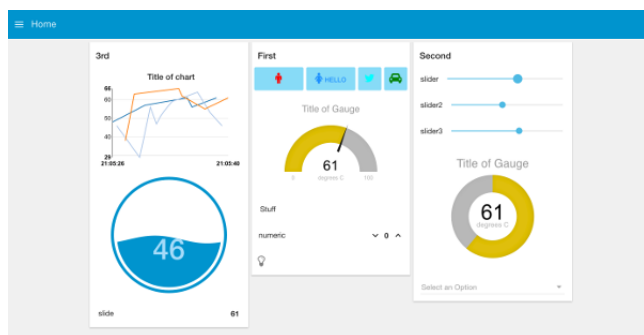 Home
3rd
Title of chart
66
60
50
40
29
21:05:26 21:05:40
46
slide 61
First
HELLO
Title of Gauge
61
0 degrees C 100
Stuff
numeric 0
Second
slider
slider2
slider3
Title of Gauge
61
degrees C
Select an Option